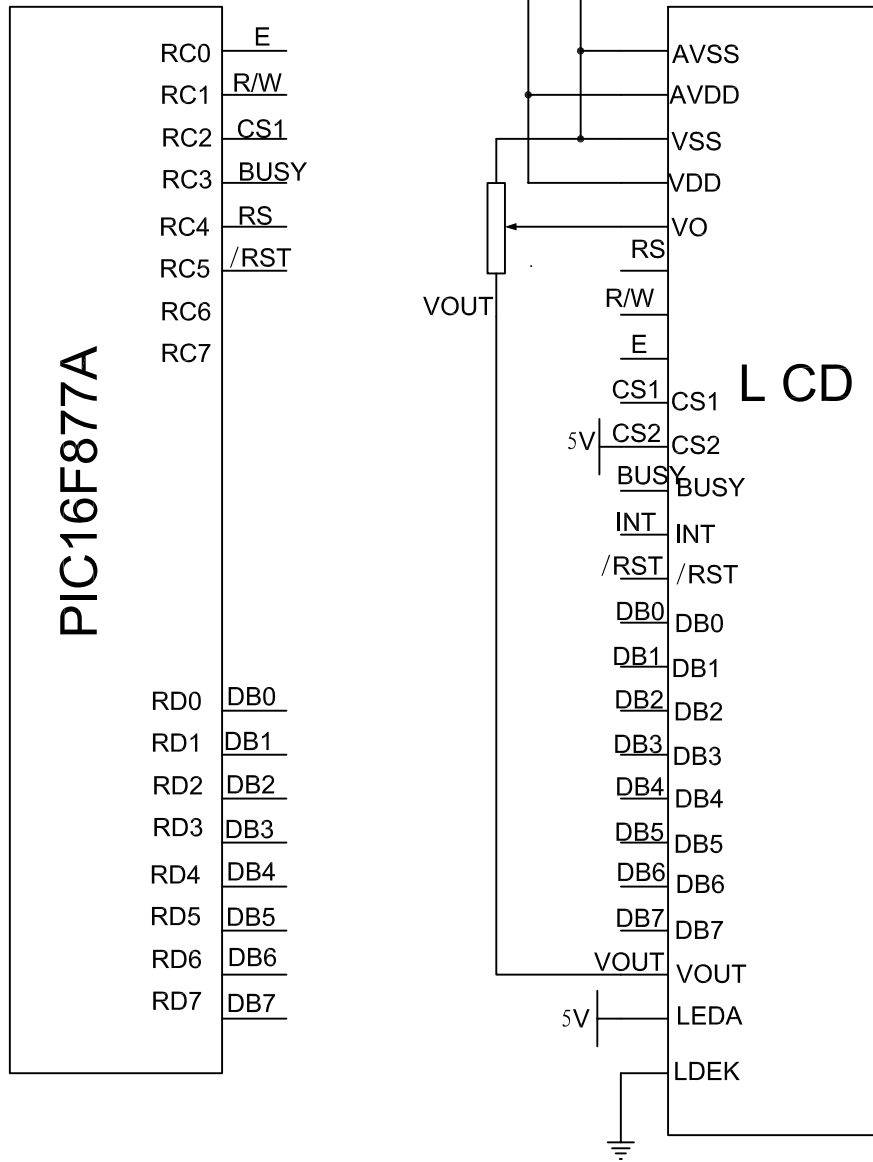 RC0 E
RC1 R/W
RC2 CS1
RC3 BUSY
RC4 RS
RC5 /RST
RC6
RC7
PIC16F877A
RD0 DB0
RD1 DB1
RD2 DB2
RD3 DB3
RD4 DB4
RD5 DB5
RD6 DB6
RD7 DB7
AVSS
AVDD
VSS
VDD
VO
RS
VOUT
R/W
E
L CD
CS1 CS1
5V CS2 CS2
BUSY BUSY
INT INT
/RST /RST
DB0 DB0
DB1 DB1
DB2 DB2
DB3 DB3
DB4 DB4
DB5 DB5
DB6 DB6
DB7 DB7
VOUT VOUT
5V LEDA
LDEK